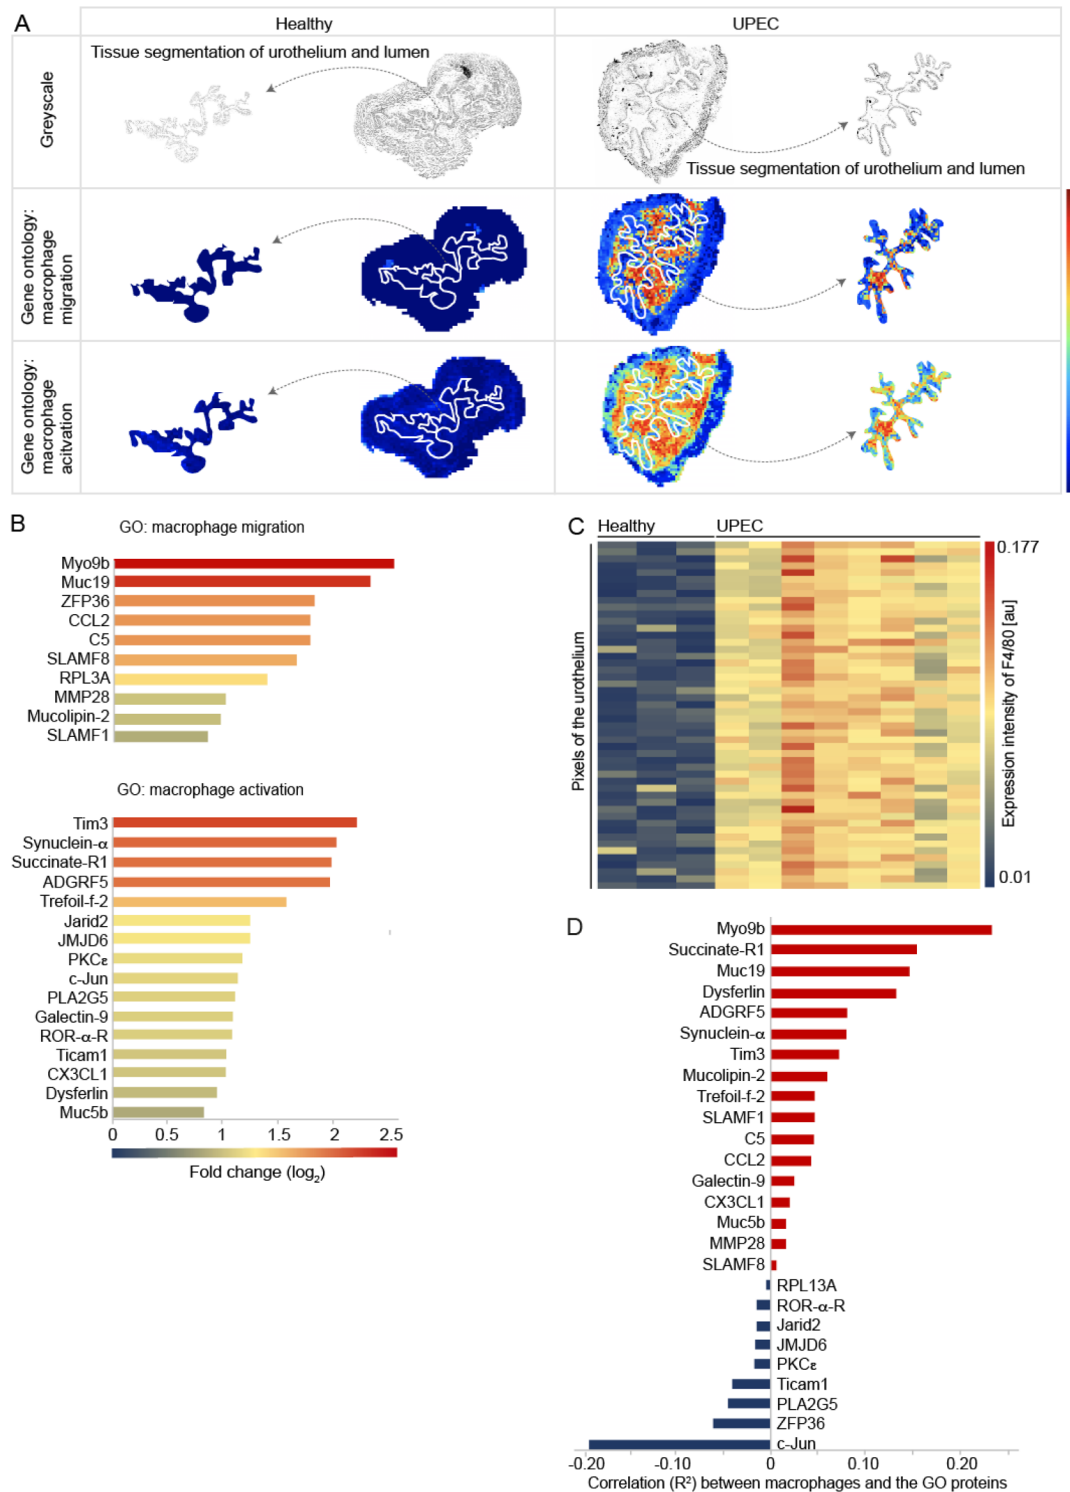 A
Healthy
UPEC
Greyscale
Tissue segmentation of urothelium and lumen
Tissue segmentation of urothelium and lumen
Gene ontology:
macrophage
migration
Gene ontology:
macrophage
acitvation
B
GO: macrophage migration
Myo9b
Muc19
ZFP36
CCL2
C5
SLAMF8
RPL3A
MMP28
Mucolipin-2
SLAMF1
GO: macrophage activation
Tim3
Synuclein-α
Succinate-R1
ADGRF5
Trefoil-f-2
Jarid2
JMJD6
PKCε
c-Jun
PLA2G5
Galectin-9
ROR-α-R
Ticam1
CX3CL1
Dysferlin
Muc5b
0 0.5 1 1.5 2 2.5
Fold change (log₂)
C
Healthy
UPEC
Pixels of the urothelium
0.177
Expression intensity of F4/80 [au]
0.01
D
Myo9b
Succinate-R1
Muc19
Dysferlin
ADGRF5
Synuclein-α
Tim3
Mucolipin-2
Trefoil-f-2
SLAMF1
C5
CCL2
Galectin-9
CX3CL1
Muc5b
MMP28
SLAMF8
RPL13A
ROR-α-R
Jarid2
JMJD6
PKCε
Ticam1
PLA2G5
ZFP36
c-Jun
-0.20 -0.10 0 0.10 0.20
Correlation (R²) between macrophages and the GO proteins